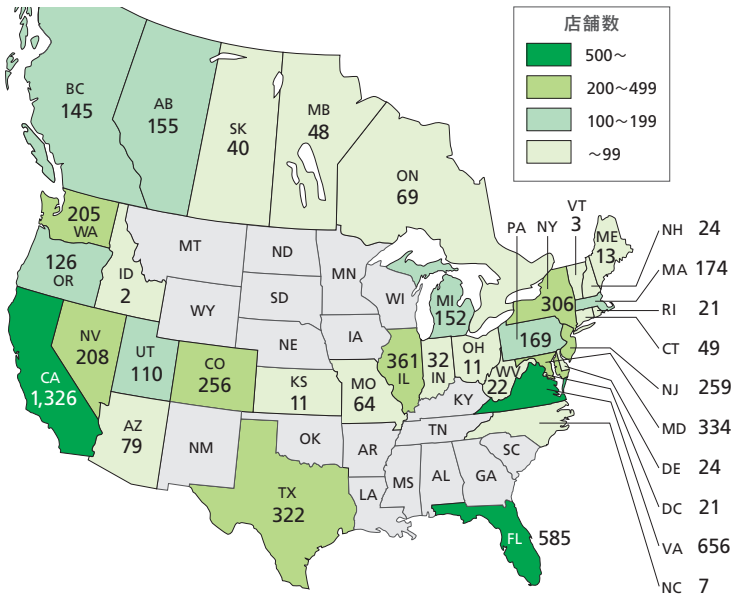 店舗数
500～
200～499
100～199
～99
BC
145
AB
155
SK
40
MB
48
ON
69
205
WA
126
OR
ID
2
MT
ND
MN
WI
SD
WY
NE
IA
MI
152
PA
NY
VT
3
ME
13
306
169
NV
208
UT
110
CO
256
KS
11
MO
64
361
IL
32
IN
OH
11
WV
22
KY
CA
1,326
AZ
79
NM
OK
AR
TN
SC
TX
322
LA
MS
AL
GA
FL
585
NH 24
MA 174
RI 21
CT 49
NJ 259
MD 334
DE 24
DC 21
VA 656
NC 7